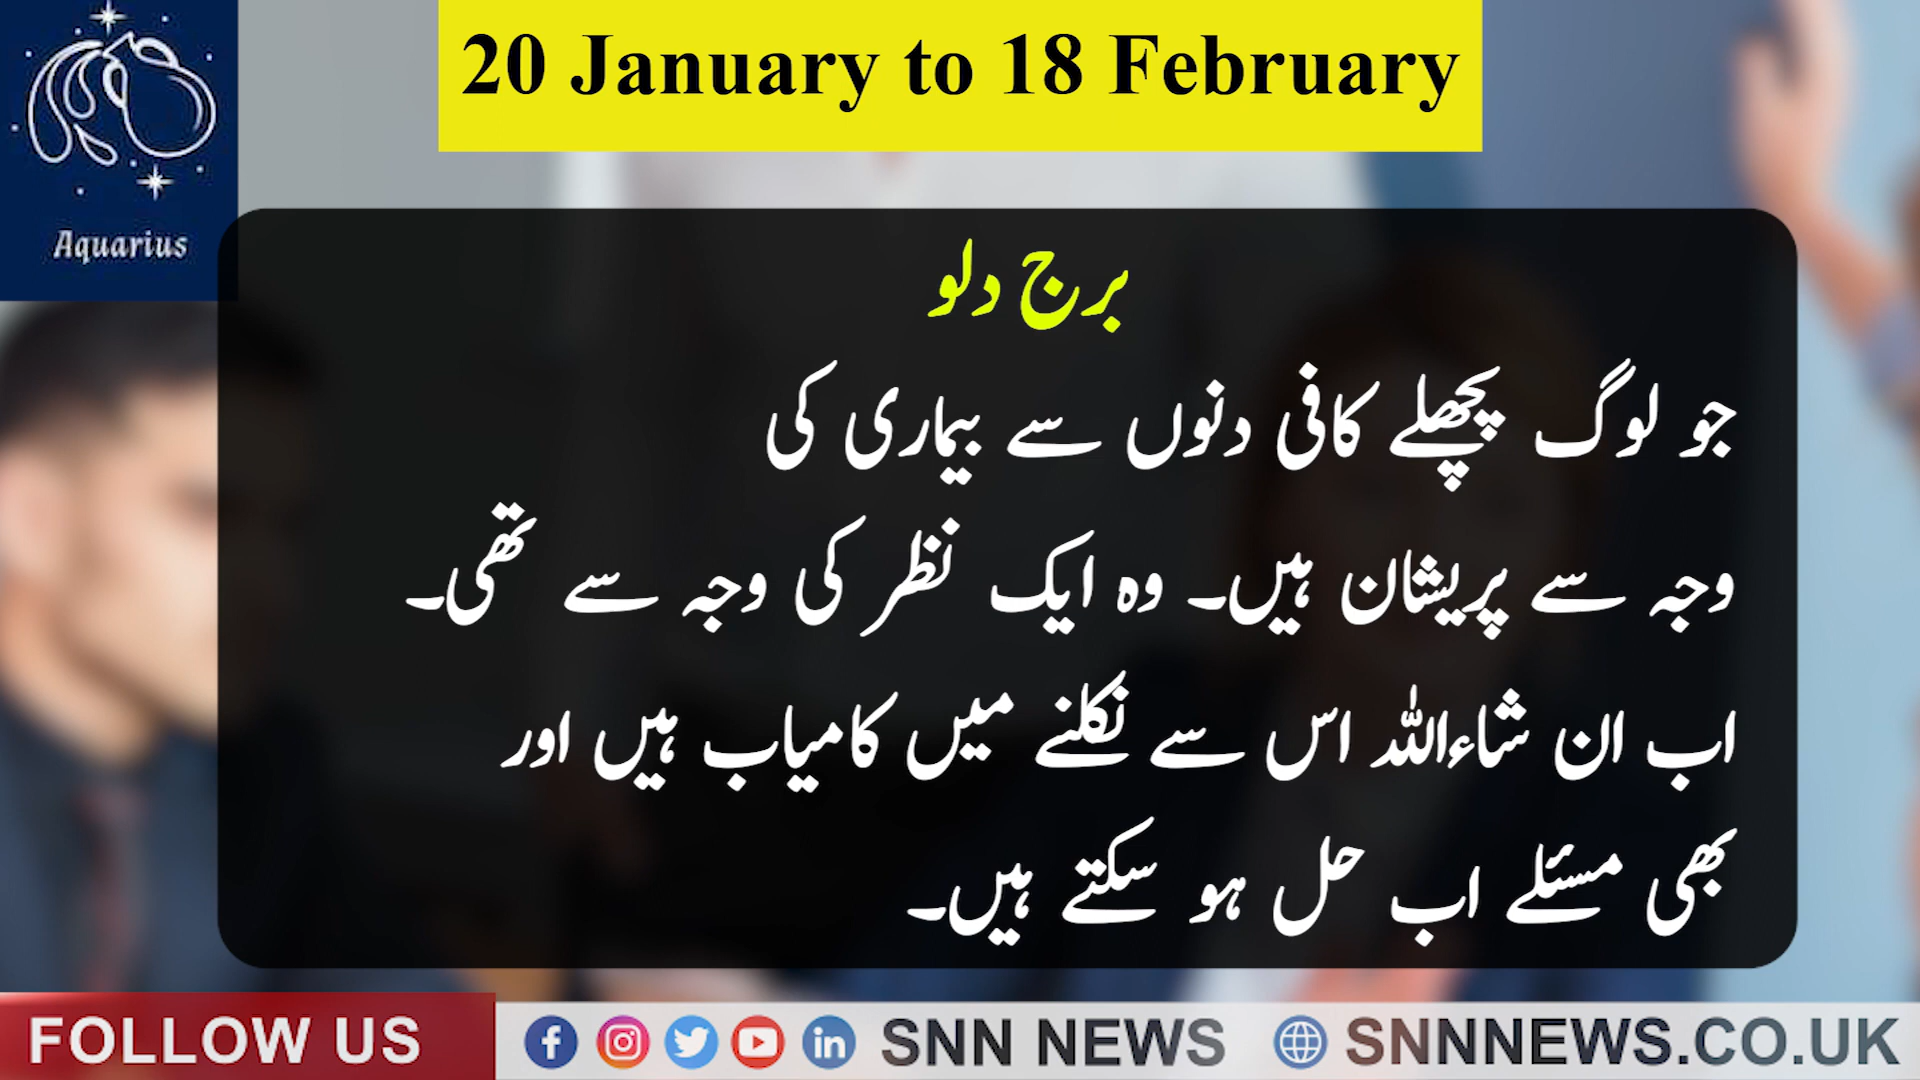 20 January to 18 February
Aquarius
برج دلو
جو لوگ پچھلے کافی دنوں سے بیماری کی
وجہ سے پریشان ہیں۔ وہ ایک نظر کی وجہ سے تھی۔
اب ان شاءاللہ اس سے نکلنے میں کامیاب ہیں اور
بھی مسئلے اب حل ہو سکتے ہیں۔
FOLLOW US
SNN NEWS
SNNNEWS.CO.UK